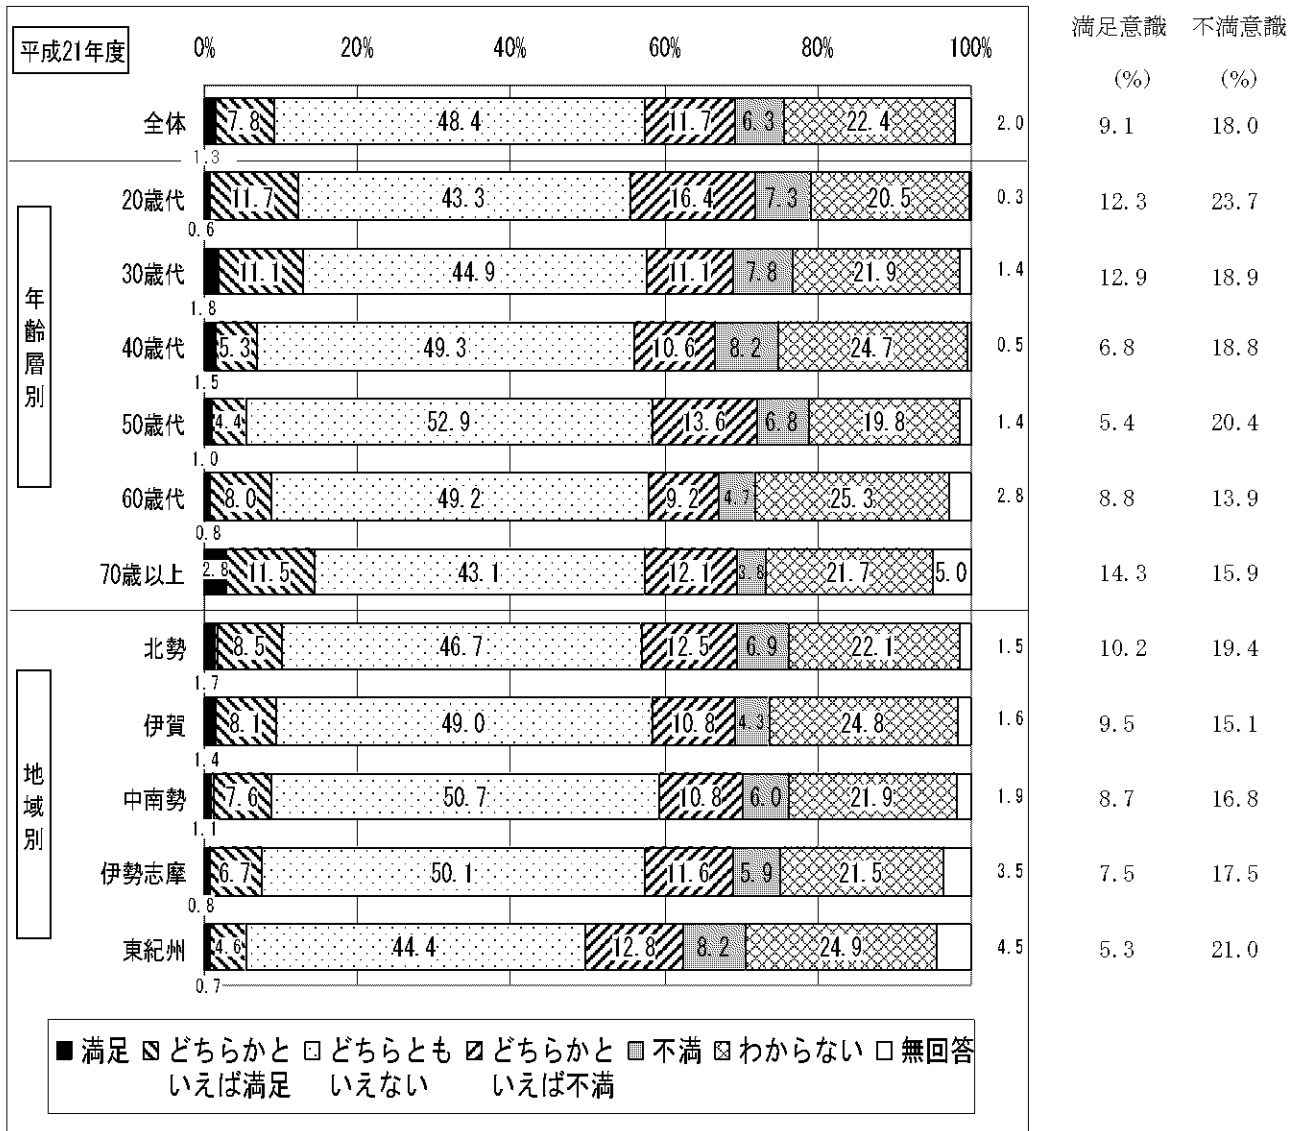 満足意識 不満意識
平成21年度 0% 20% 40% 60% 80% 100%
(%) (%)
全体 7.8 48.4 11.7 6.3 22.4 2.0 9.1 18.0
1.3
20歳代 11.7 43.3 16.4 7.3 20.5 0.3 12.3 23.7
0.6
30歳代 11.1 44.9 11.1 7.8 21.9 1.4 12.9 18.9
1.8
40歳代 5.3 49.3 10.6 8.2 24.7 0.5 6.8 18.8
1.5
50歳代 4.4 52.9 13.6 6.8 19.8 1.4 5.4 20.4
1.0
60歳代 8.0 49.2 9.2 4.7 25.3 2.8 8.8 13.9
0.8
70歳以上 2.8 11.5 43.1 12.1 3.8 21.7 5.0 14.3 15.9
年齢層別
北勢 8.5 46.7 12.5 6.9 22.1 1.5 10.2 19.4
1.7
伊賀 8.1 49.0 10.8 4.3 24.8 1.6 9.5 15.1
1.4
中南勢 7.6 50.7 10.8 6.0 21.9 1.9 8.7 16.8
1.1
伊勢志摩 6.7 50.1 11.6 5.9 21.5 3.5 7.5 17.5
0.8
東紀州 4.6 44.4 12.8 8.2 24.9 4.5 5.3 21.0
0.7
地域別
満足 どちらかと どちらとも どちらかと 不満 わからない 無回答
いえば満足 いえない いえば不満